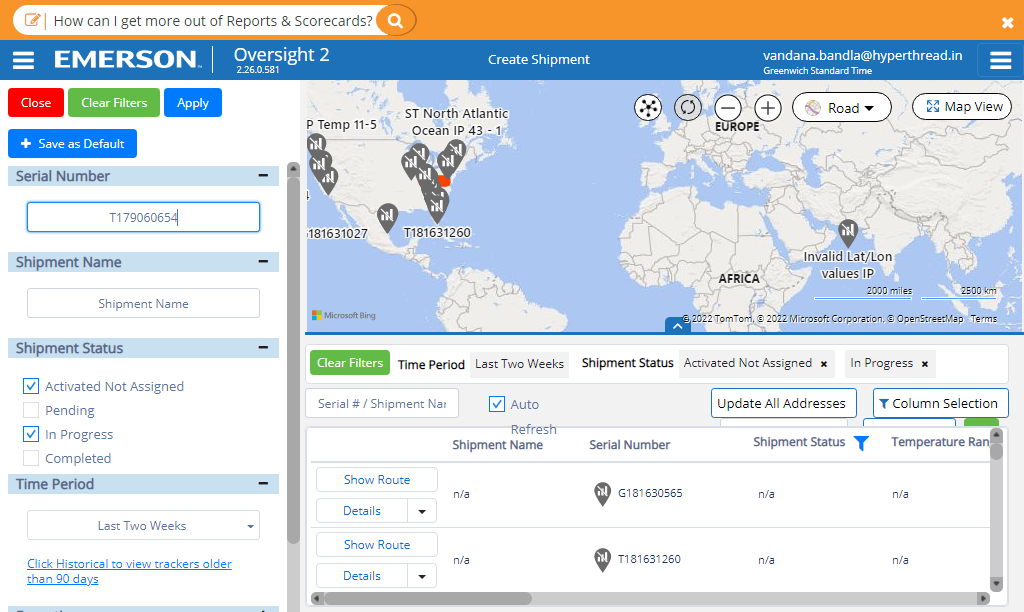 How can I get more out of Reports & Scorecards?
EMERSON
Oversight 2
2.26.0.581
Create Shipment
vandana.bandla@hyperthread.in
Greenwich Standard Time
Close
Clear Filters
Apply
+ Save as Default
Serial Number
T179060654
Shipment Name
Shipment Name
Shipment Status
Activated Not Assigned
Pending
In Progress
Completed
Time Period
Last Two Weeks
Click Historical to view trackers older
than 90 days
P Temp 11-5
ST North Atlantic
Ocean IP 43 - 1
Road
Map View
EUROPE
181631027
T181631260
Invalid Lat/Lon
values IP
AFRICA
2000 miles
2500 km
Microsoft Bing
© 2022 TomTom, © 2022 Microsoft Corporation, © OpenStreetMap Terms
Clear Filters
Time Period
Last Two Weeks
Shipment Status
Activated Not Assigned ×
In Progress ×
Serial # / Shipment Nar
Auto
Refresh
Update All Addresses
Column Selection
Shipment Name
Serial Number
Shipment Status
Temperature Ran
Show Route
Details
n/a
G181630565
n/a
n/a
Show Route
Details
n/a
T181631260
n/a
n/a